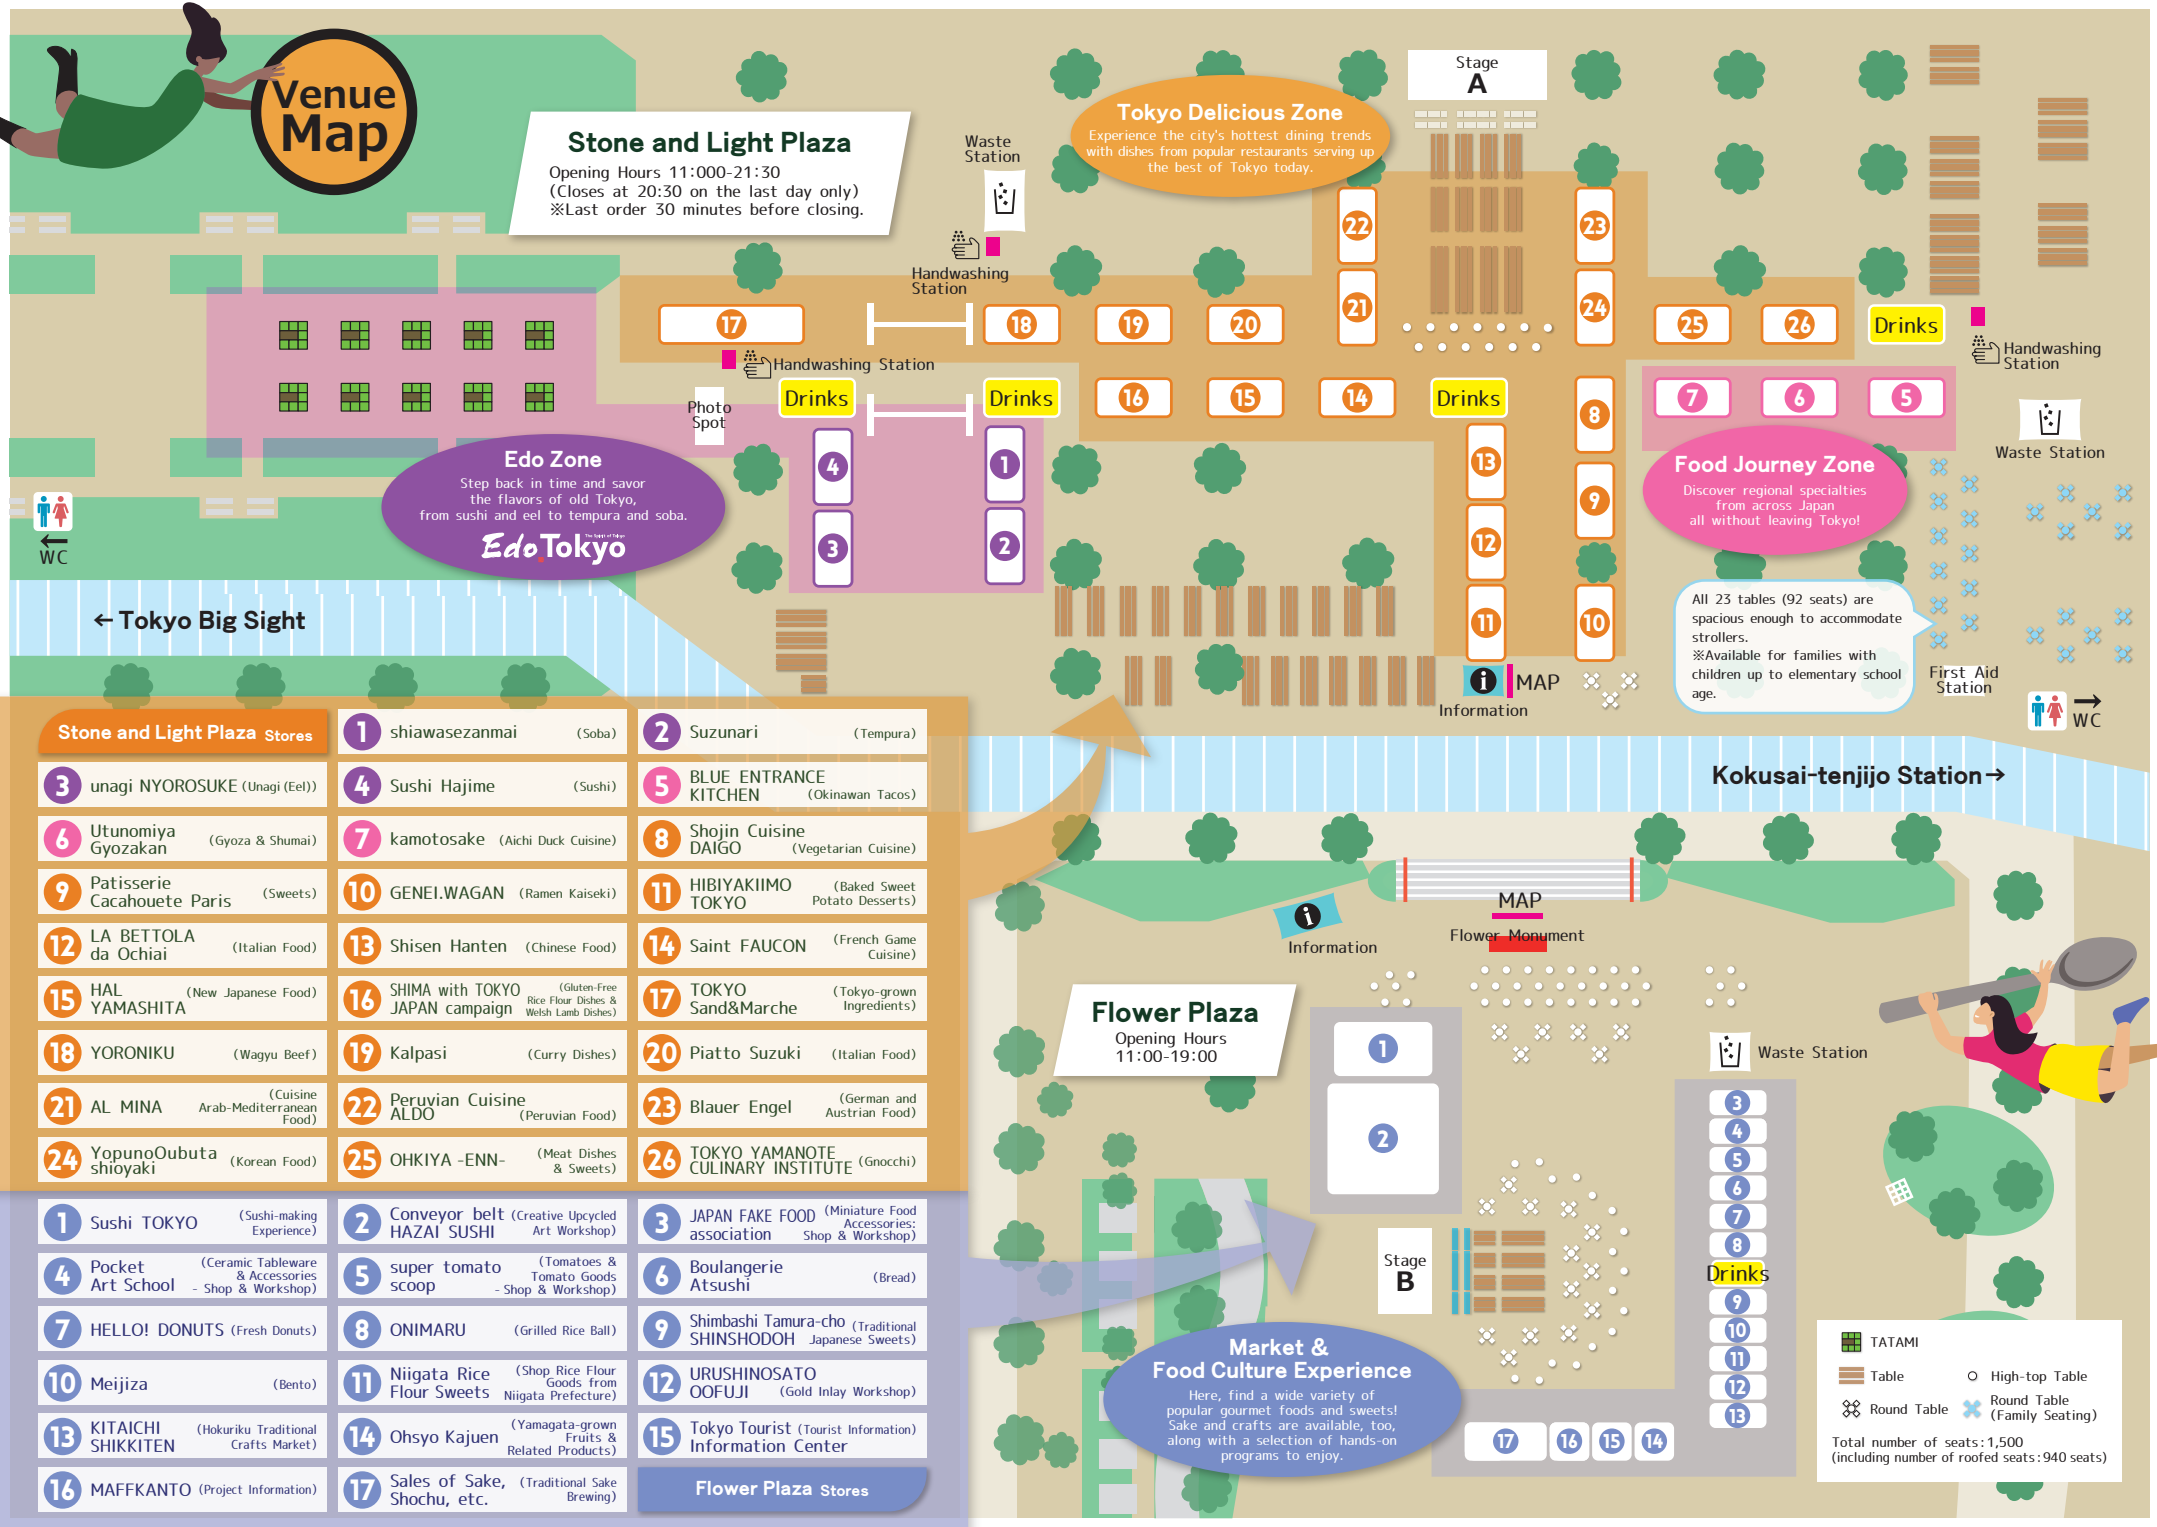 Venue
Map
Stone and Light Plaza
Opening Hours 11:000-21:30
(Closes at 20:30 on the last day only)
※Last order 30 minutes before closing.
Waste
Station
Handwashing
Station
Tokyo Delicious Zone
Experience the city's hottest dining trends
with dishes from popular restaurants serving up
the best of Tokyo today.
Stage
A
22
23
21
24
17
18
19
20
25
26
Drinks
Handwashing
Station
Handwashing Station
Photo
Spot
Drinks
Drinks
16
15
14
Drinks
8
7
6
5
Waste Station
Edo Zone
Step back in time and savor
the flavors of old Tokyo,
from sushi and eel to tempura and soba.
Edo Tokyo
4
1
3
2
13
9
12
11
10
Food Journey Zone
Discover regional specialties
from across Japan
all without leaving Tokyo!
All 23 tables (92 seats) are
spacious enough to accommodate
strollers.
※Available for families with
children up to elementary school
age.
First Aid
Station
WC
WC
i
MAP
Information
← Tokyo Big Sight
Kokusai-tenjijo Station→
Stone and Light Plaza Stores
1 shiawasezanmai (Soba)
2 Suzunari (Tempura)
3 unagi NYOROSUKE (Unagi (Eel))
4 Sushi Hajime (Sushi)
5 BLUE ENTRANCE
KITCHEN (Okinawan Tacos)
6 Utunomiya
Gyozakan (Gyoza & Shumai)
7 kamotosake (Aichi Duck Cuisine)
8 Shojin Cuisine
DAIGO (Vegetarian Cuisine)
9 Patisserie
Cacahouete Paris (Sweets)
10 GENEI.WAGAN (Ramen Kaiseki)
11 HIBIYAKIIMO
TOKYO (Baked Sweet
Potato Desserts)
12 LA BETTOLA
da Ochiai (Italian Food)
13 Shisen Hanten (Chinese Food)
14 Saint FAUCON (French Game
Cuisine)
15 HAL
YAMASHITA (New Japanese Food)
16 SHIMA with TOKYO
JAPAN campaign (Gluten-Free
Rice Flour Dishes &
Welsh Lamb Dishes)
17 TOKYO
Sand&Marche (Tokyo-grown
Ingredients)
18 YORONIKU (Wagyu Beef)
19 Kalpasi (Curry Dishes)
20 Piatto Suzuki (Italian Food)
21 AL MINA (Cuisine
Arab-Mediterranean
Food)
22 Peruvian Cuisine
ALDO (Peruvian Food)
23 Blauer Engel (German and
Austrian Food)
24 YopunoOubuta
shioyaki (Korean Food)
25 OHKIYA -ENN- (Meat Dishes
& Sweets)
26 TOKYO YAMANOTE
CULINARY INSTITUTE (Gnocchi)
1 Sushi TOKYO (Sushi-making
Experience)
2 Conveyor belt
HAZAI SUSHI (Creative Upcycled
Art Workshop)
3 JAPAN FAKE FOOD
association (Miniature Food
Accessories:
Shop & Workshop)
4 Pocket
Art School (Ceramic Tableware
& Accessories
- Shop & Workshop)
5 super tomato
scoop (Tomatoes &
Tomato Goods
- Shop & Workshop)
6 Boulangerie
Atsushi (Bread)
7 HELLO! DONUTS (Fresh Donuts)
8 ONIMARU (Grilled Rice Ball)
9 Shimbashi Tamura-cho
SHINSHODOH (Traditional
Japanese Sweets)
10 Meijiza (Bento)
11 Niigata Rice
Flour Sweets (Shop Rice Flour
Goods from
Niigata Prefecture)
12 URUSHINOSATO
OOFUJI (Gold Inlay Workshop)
13 KITAICHI
SHIKKITEN (Hokuriku Traditional
Crafts Market)
14 Ohsyo Kajuen (Yamagata-grown
Fruits &
Related Products)
15 Tokyo Tourist
Information Center (Tourist Information)
16 MAFFKANTO (Project Information)
17 Sales of Sake,
Shochu, etc. (Traditional Sake
Brewing)
Flower Plaza Stores
i
Information
MAP
Flower Monument
Flower Plaza
Opening Hours
11:00-19:00
1
2
Waste Station
3
4
5
6
7
8
Drinks
9
10
11
12
13
Stage
B
Market &
Food Culture Experience
Here, find a wide variety of
popular gourmet foods and sweets!
Sake and crafts are available, too,
along with a selection of hands-on
programs to enjoy.
17
16
15
14
TATAMI
Table
High-top Table
Round Table
Round Table
(Family Seating)
Total number of seats:1,500
(including number of roofed seats:940 seats)